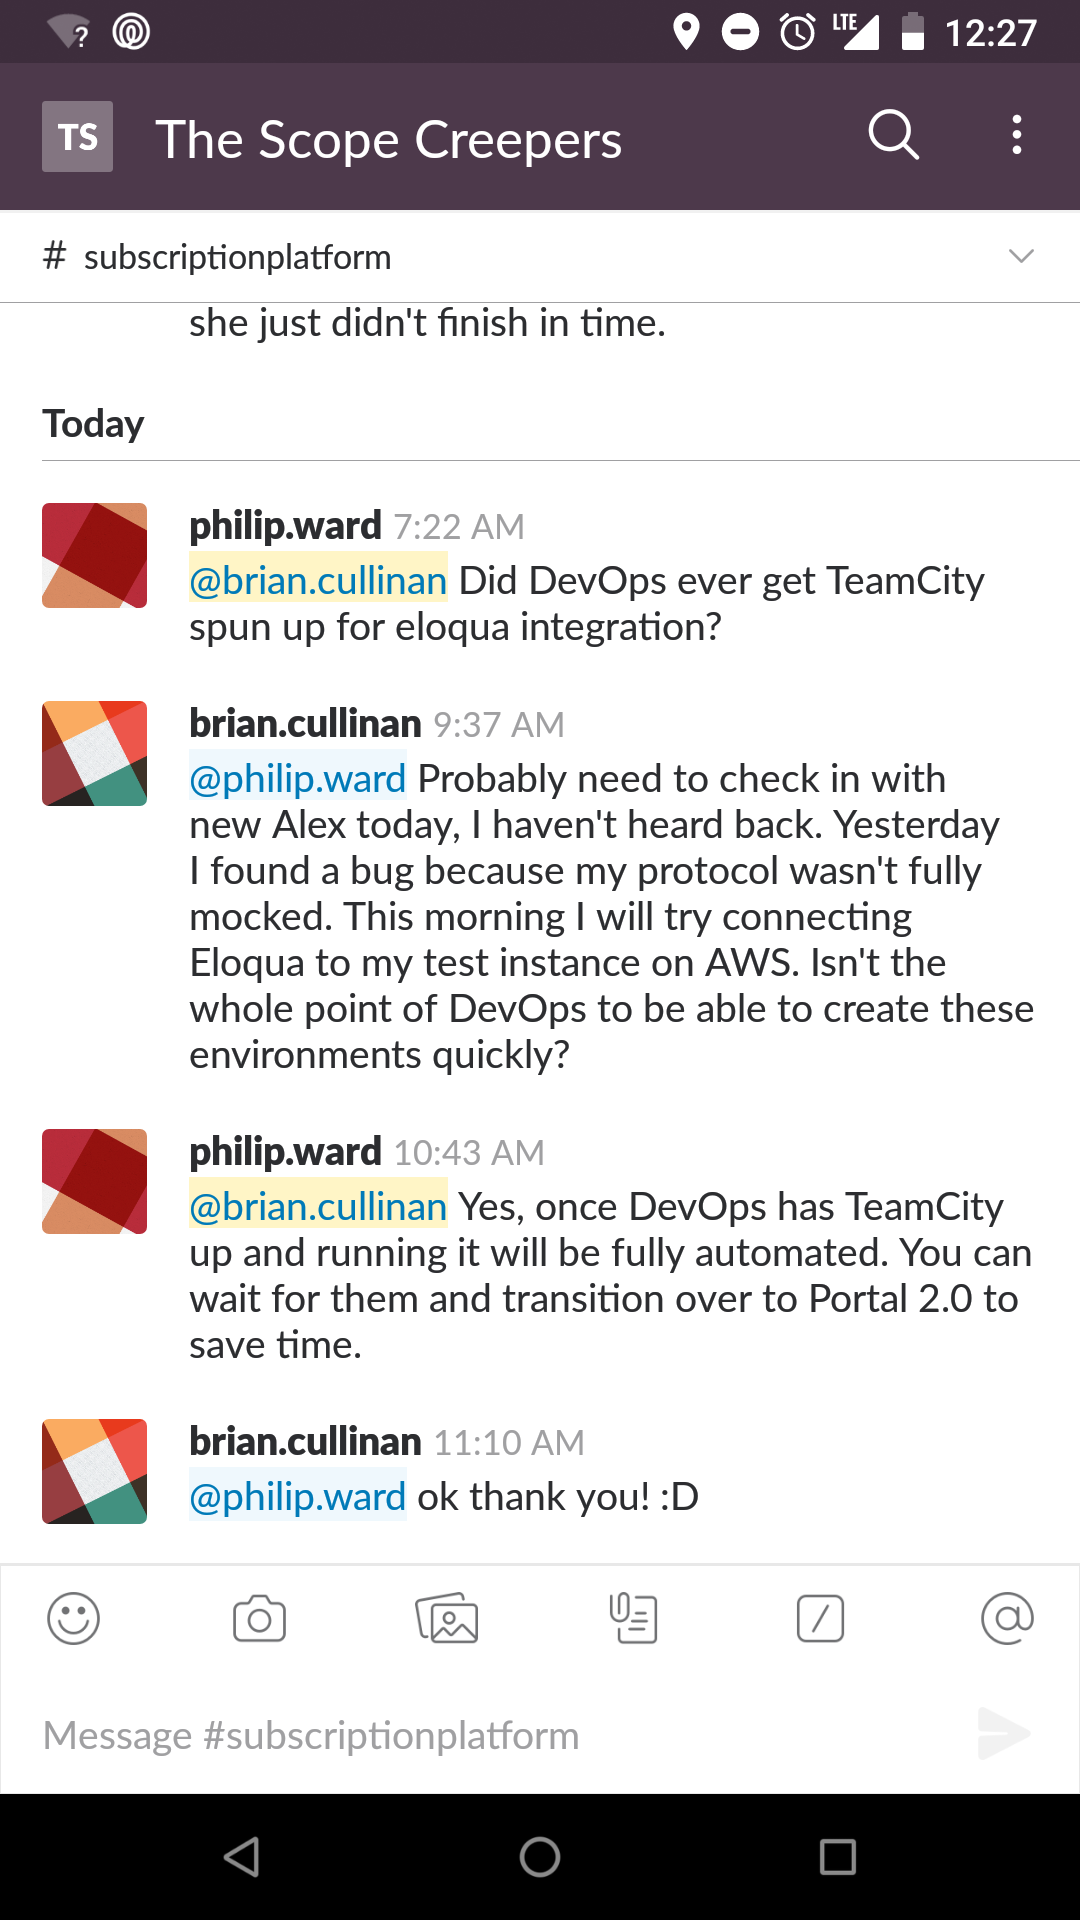 LTE 12:27
TS The Scope Creepers
# subscriptionplatform
she just didn't finish in time.
Today
philip.ward 7:22 AM
@brian.cullinan Did DevOps ever get TeamCity
spun up for eloqua integration?
brian.cullinan 9:37 AM
@philip.ward Probably need to check in with
new Alex today, I haven't heard back. Yesterday
I found a bug because my protocol wasn't fully
mocked. This morning I will try connecting
Eloqua to my test instance on AWS. Isn't the
whole point of DevOps to be able to create these
environments quickly?
philip.ward 10:43 AM
@brian.cullinan Yes, once DevOps has TeamCity
up and running it will be fully automated. You can
wait for them and transition over to Portal 2.0 to
save time.
brian.cullinan 11:10 AM
@philip.ward ok thank you! :D
Message #subscriptionplatform